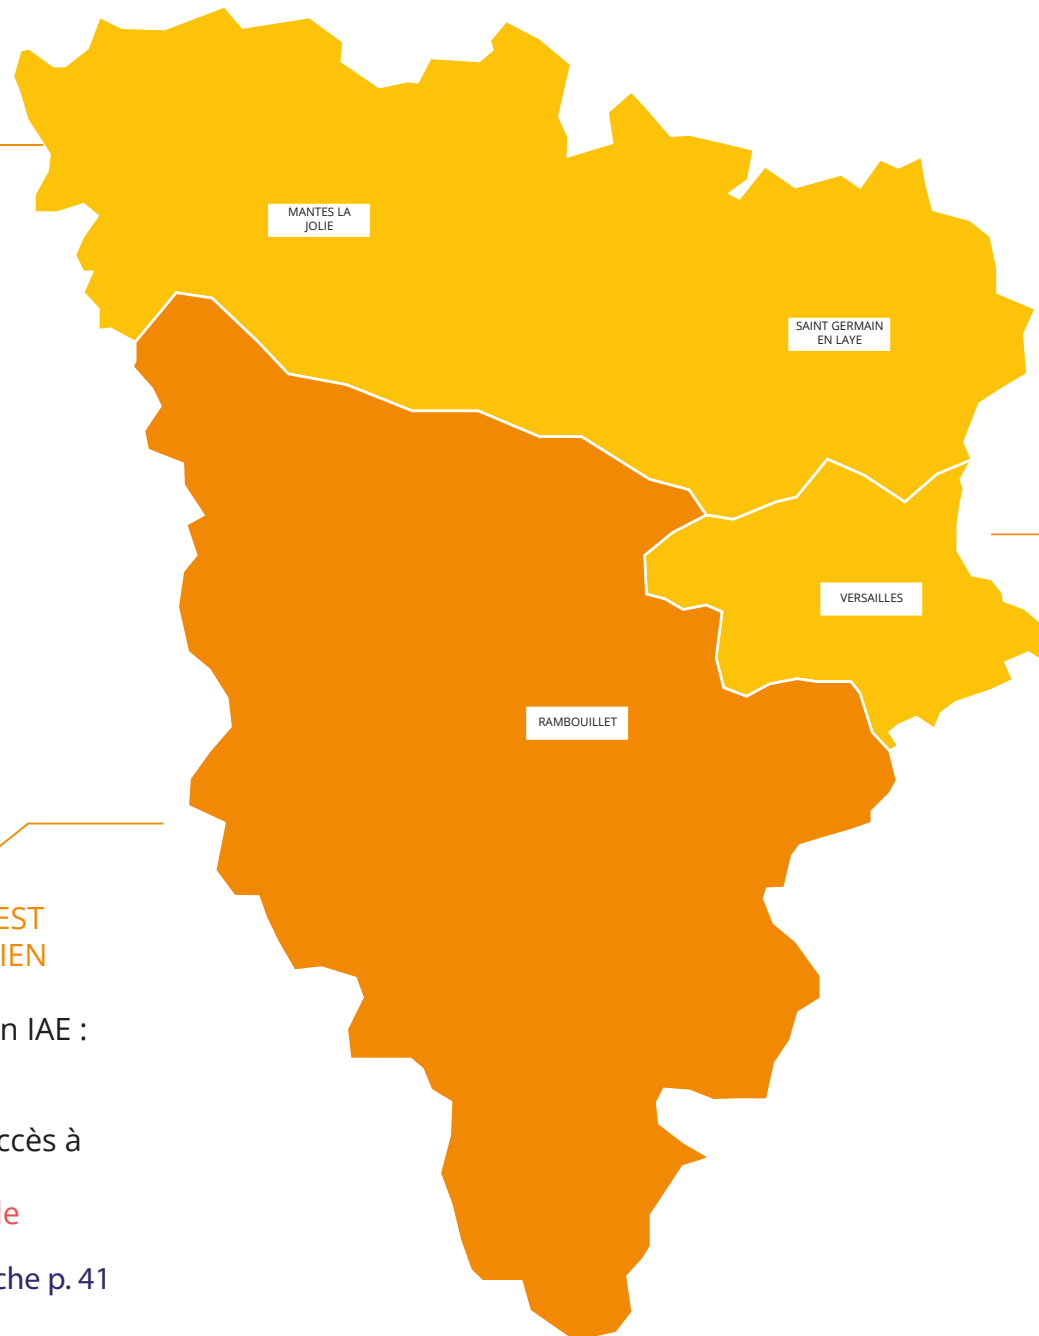 MANTES LA
JOLIE
SAINT GERMAIN
EN LAYE
VERSAILLES
RAMBOUILLET
EST
IEN
n IAE :
ccès à
le
che p. 41